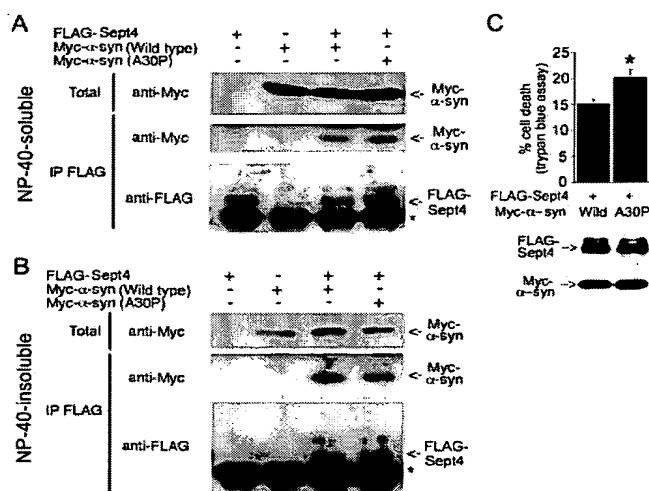 A
FLAG-Sept4 + - + +
Myc-α-syn (Wild type) - + + -
Myc-α-syn (A30P) - - - +
NP-40-soluble
Total anti-Myc Myc-α-syn
IP FLAG
anti-Myc Myc-α-syn
anti-FLAG FLAG-Sept4
*
B
FLAG-Sept4 + - + +
Myc-α-syn (Wild type) - + + -
Myc-α-syn (A30P) - - - +
NP-40-insoluble
Total anti-Myc Myc-α-syn
IP FLAG
anti-Myc Myc-α-syn
anti-FLAG FLAG-Sept4
*
C
% cell death
(trypan blue assay)
25
20
15
10
5
0
*
FLAG-Sept4 + +
Myc-α-syn Wild A30P
FLAG-
Sept4
Myc-
α-syn